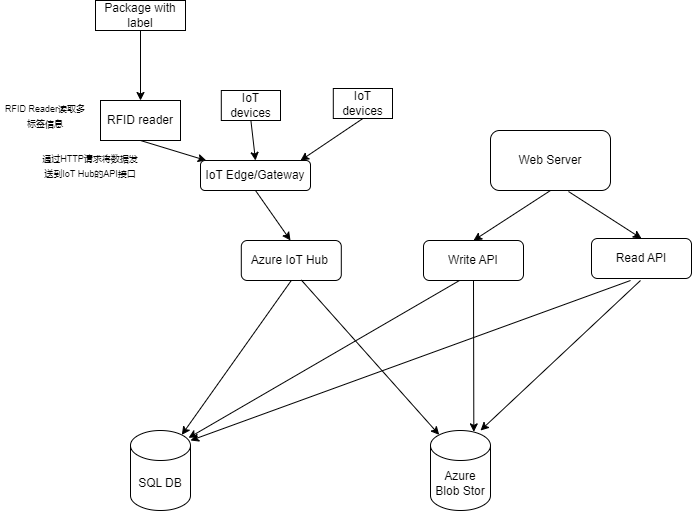 Package with
label
RFID Reader读取多
标签信息
RFID reader
IoT
devices
IoT
devices
通过HTTP请求将数据发
送到IoT Hub的API接口
IoT Edge/Gateway
Web Server
Azure IoT Hub
Write API
Read API
SQL DB
Azure
Blob Stor